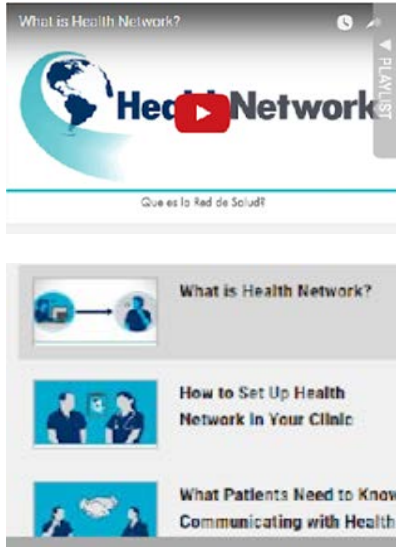 What is Health Network?
PLAYLIST
Network
Que es la Red de Salud?
What is Health Network?
How to Set Up Health
Network in Your Clinic
What Patients Need to Know
Communicating with Health